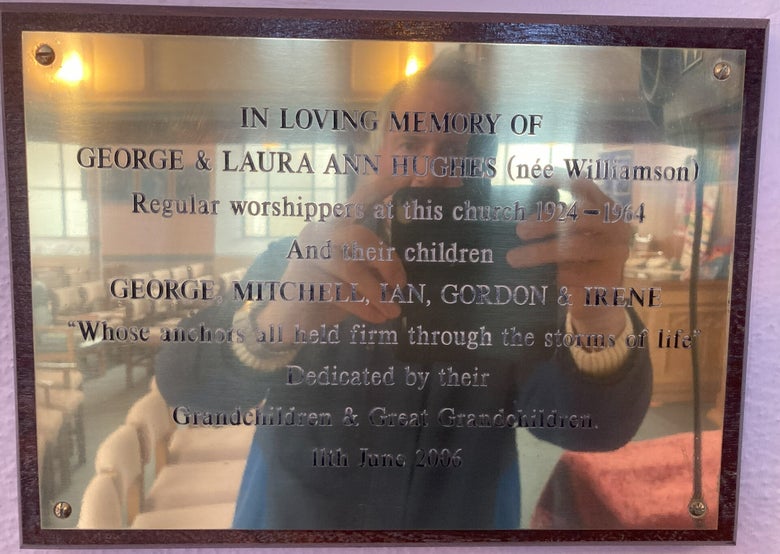 IN LOVING MEMORY OF
GEORGE & LAURA ANN HUGHES (née Williamson)
Regular worshippers at this church 1924 – 1964
And their children
GEORGE, MITCHELL, IAN, GORDON & IRENE
"Whose anchors all held firm through the storms of life"
Dedicated by their
Grandchildren & Great Grandchildren.
11th June 2006